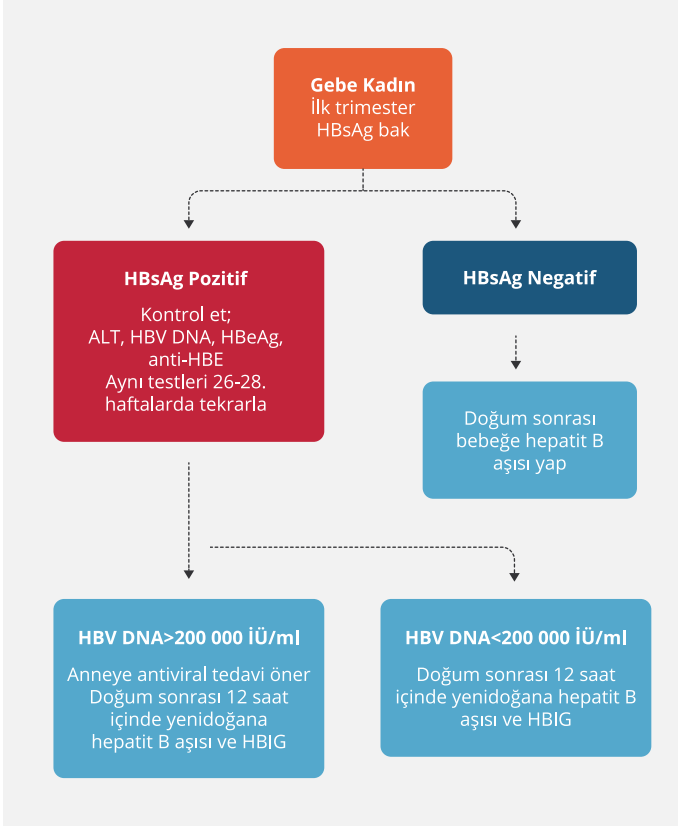 Gebe Kadın
İlk trimester
HBsAg bak
HBsAg Pozitif
Kontrol et;
ALT, HBV DNA, HBeAg,
anti-HBE
Aynı testleri 26-28.
haftalarda tekrarla
HBsAg Negatif
Doğum sonrası
bebeğe hepatit B
aşısı yap
HBV DNA>200 000 İÜ/ml
Anneye antiviral tedavi öner
Doğum sonrası 12 saat
içinde yenidoğana
hepatit B aşısı ve HBIG
HBV DNA<200 000 İÜ/ml
Doğum sonrası 12 saat
içinde yenidoğana hepatit B
aşısı ve HBIG